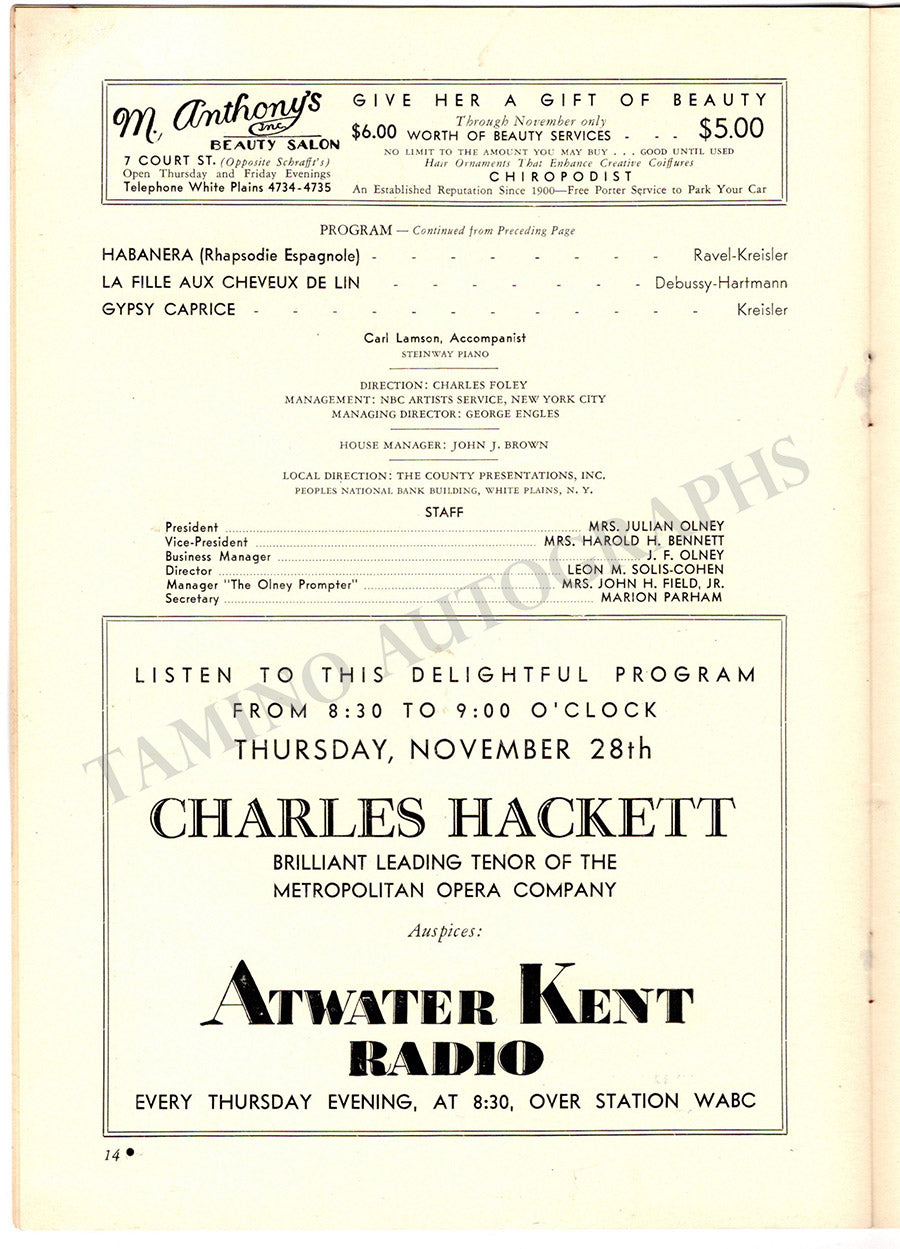 M. Anthony's Inc.
BEAUTY SALON
7 COURT ST. (Opposite Schrafft's)
Open Thursday and Friday Evenings
Telephone White Plains 4734-4735
GIVE HER A GIFT OF BEAUTY
Through November only
$6.00 WORTH OF BEAUTY SERVICES - - - $5.00
NO LIMIT TO THE AMOUNT YOU MAY BUY . . . GOOD UNTIL USED
Hair Ornaments That Enhance Creative Coiffures
CHIROPODIST
An Established Reputation Since 1900—Free Porter Service to Park Your Car
PROGRAM — Continued from Preceding Page
HABANERA (Rhapsodie Espagnole) - - - - - - - - Ravel-Kreisler
LA FILLE AUX CHEVEUX DE LIN - - - - - - - - Debussy-Hartmann
GYPSY CAPRICE - - - - - - - - - - - - Kreisler
Carl Lamson, Accompanist
STEINWAY PIANO
DIRECTION: CHARLES FOLEY
MANAGEMENT: NBC ARTISTS SERVICE, NEW YORK CITY
MANAGING DIRECTOR: GEORGE ENGLES
HOUSE MANAGER: JOHN J. BROWN
LOCAL DIRECTION: THE COUNTY PRESENTATIONS, INC.
PEOPLES NATIONAL BANK BUILDING, WHITE PLAINS, N. Y.
STAFF
President ........ MRS. JULIAN OLNEY
Vice-President ........ MRS. HAROLD H. BENNETT
Business Manager ........ J. F. OLNEY
Director ........ LEON M. SOLIS-COHEN
Manager "The Olney Prompter" ........ MRS. JOHN H. FIELD, JR.
Secretary ........ MARION PARHAM
LISTEN TO THIS DELIGHTFUL PROGRAM
FROM 8:30 TO 9:00 O'CLOCK
THURSDAY, NOVEMBER 28th
CHARLES HACKETT
BRILLIANT LEADING TENOR OF THE
METROPOLITAN OPERA COMPANY
Auspices:
ATWATER KENT
RADIO
EVERY THURSDAY EVENING, AT 8:30, OVER STATION WABC
14 ●
TAMINO AUTOGRAPHS